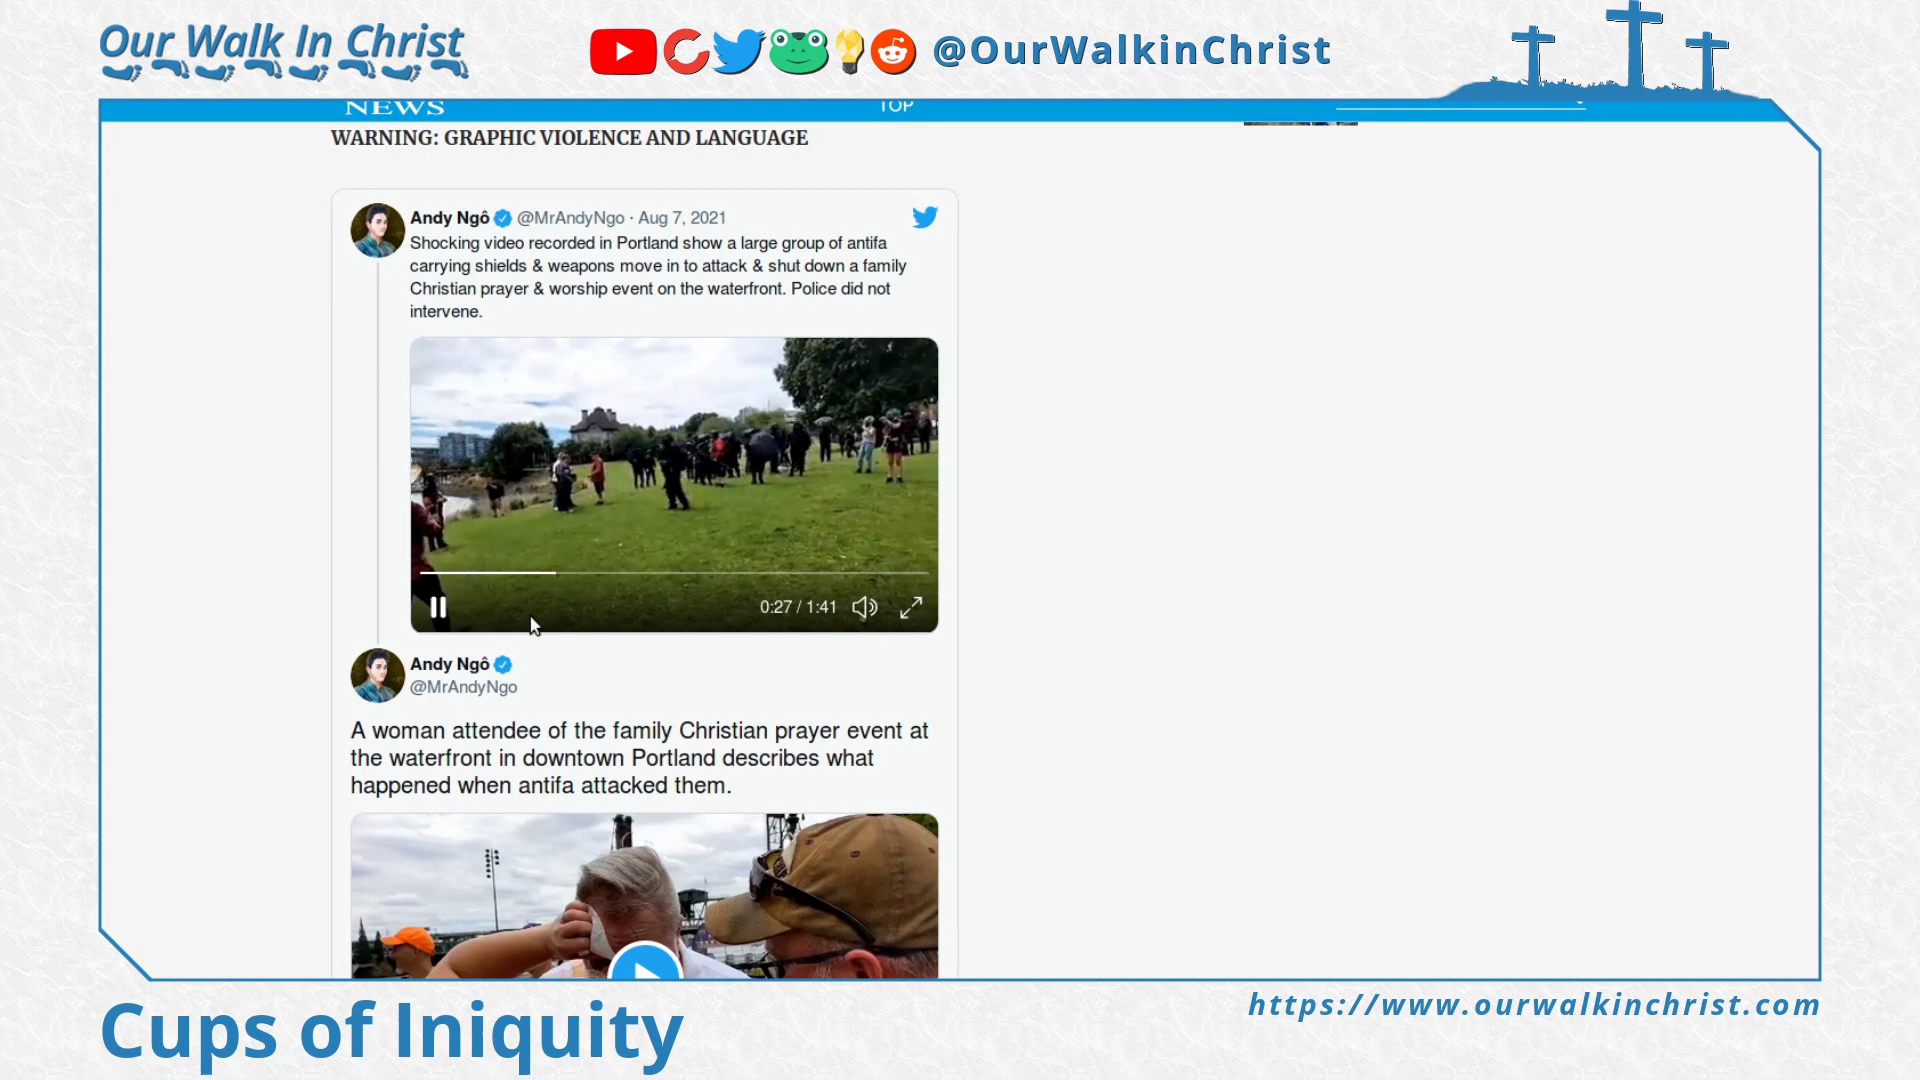 Our Walk In Christ
@OurWalkinChrist
NEWS
TOP
WARNING: GRAPHIC VIOLENCE AND LANGUAGE
Andy Ngô @MrAndyNgo · Aug 7, 2021
Shocking video recorded in Portland show a large group of antifa
carrying shields & weapons move in to attack & shut down a family
Christian prayer & worship event on the waterfront. Police did not
intervene.
0:27 / 1:41
Andy Ngô
@MrAndyNgo
A woman attendee of the family Christian prayer event at
the waterfront in downtown Portland describes what
happened when antifa attacked them.
Cups of Iniquity
https://www.ourwalkinchrist.com